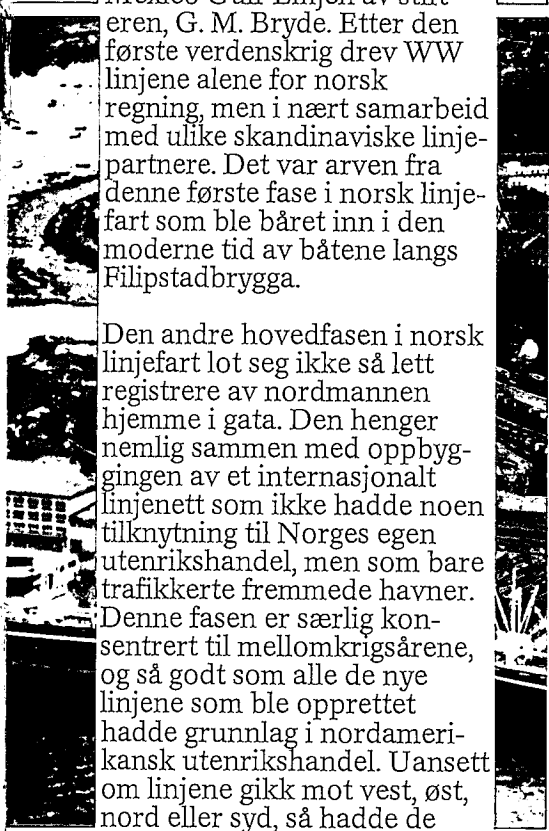 Mexico Gulf Linjen av stift-
eren, G. M. Bryde. Etter den
første verdenskrig drev WW
linjene alene for norsk
regning, men i nært samarbeid
med ulike skandinaviske linje-
partnere. Det var arven fra
denne første fase i norsk linje-
fart som ble båret inn i den
moderne tid av båtene langs
Filipstadbrygga.

Den andre hovedfasen i norsk
linjefart lot seg ikke så lett
registrere av nordmannen
hjemme i gata. Den henger
nemlig sammen med oppbyg-
gingen av et internasjonalt
linjenett som ikke hadde noen
tilknytning til Norges egen
utenrikshandel, men som bare
trafikkerte fremmede havner.
Denne fasen er særlig kon-
sentrert til mellomkrigsårene,
og så godt som alle de nye
linjene som ble opprettet
hadde grunnlag i nordameri-
kansk utenrikshandel. Uansett
om linjene gikk mot vest, øst,
nord eller syd, så hadde de